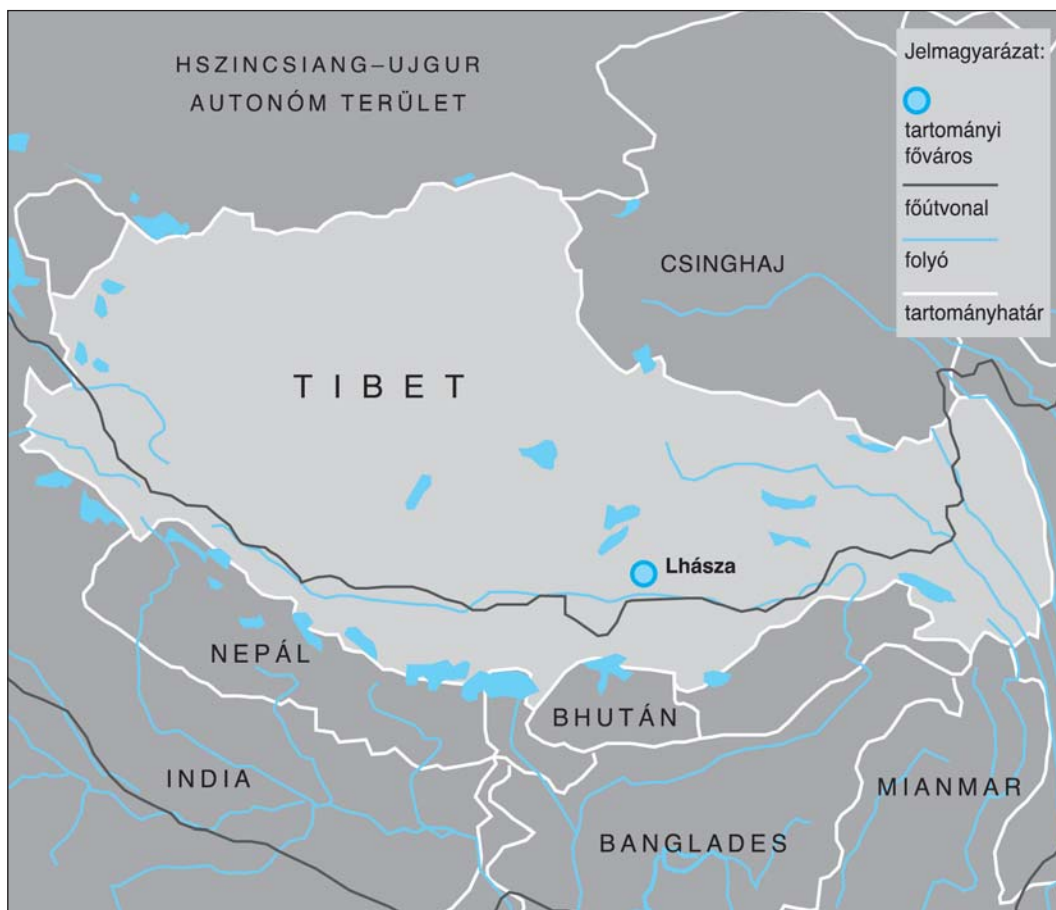 HSZINCSIANG–UJGUR
AUTONÓM TERÜLET
Jelmagyarázat:
tartományi
főváros
főútvonal
folyó
tartományhatár
CSINGHAJ
TIBET
Lhásza
NEPÁL
BHUTÁN
INDIA
MIANMAR
BANGLADES